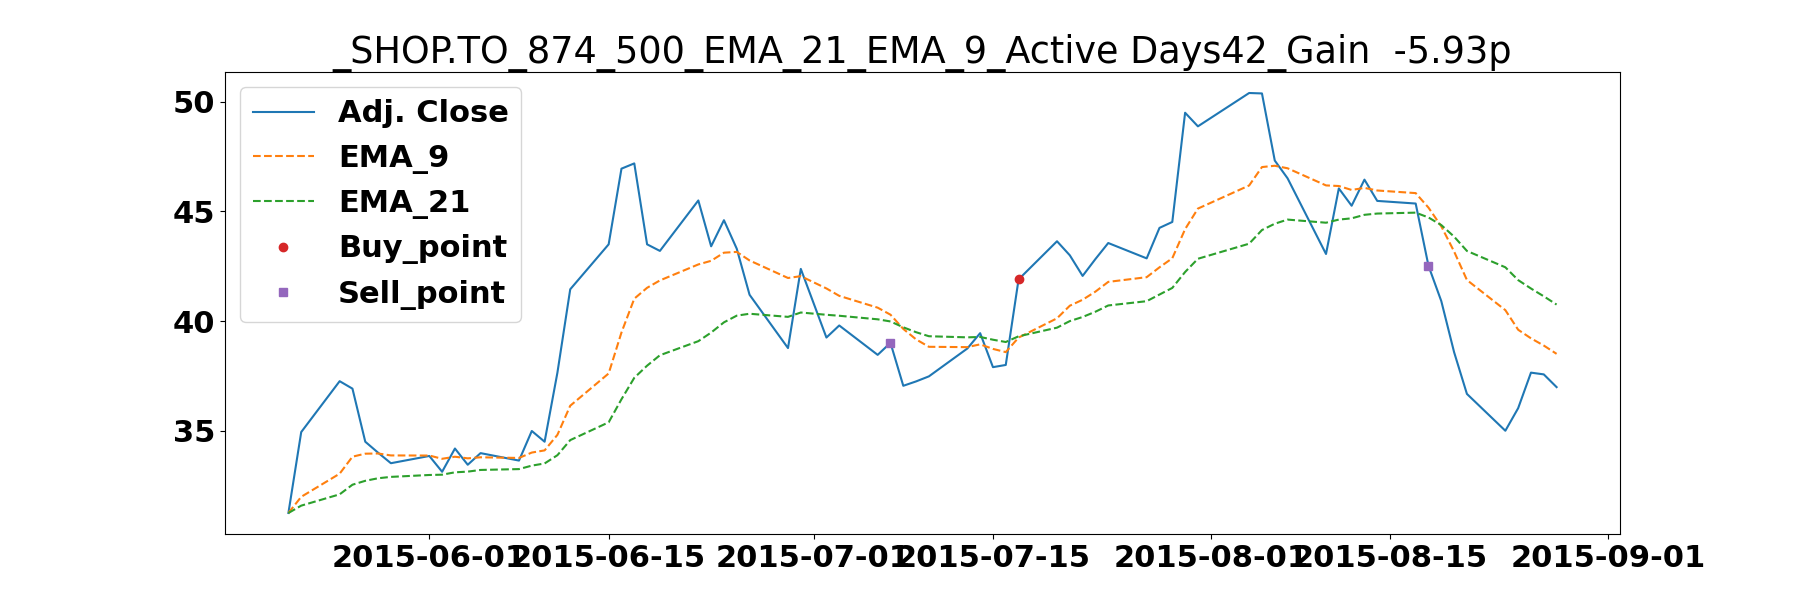 _SHOP.TO_874_500_EMA_21_EMA_9_Active Days42_Gain  -5.93p
50
45
40
35
Adj. Close
EMA_9
EMA_21
Buy_point
Sell_point
2015-06-01 2015-06-15 2015-07-01 2015-07-15 2015-08-01 2015-08-15 2015-09-01